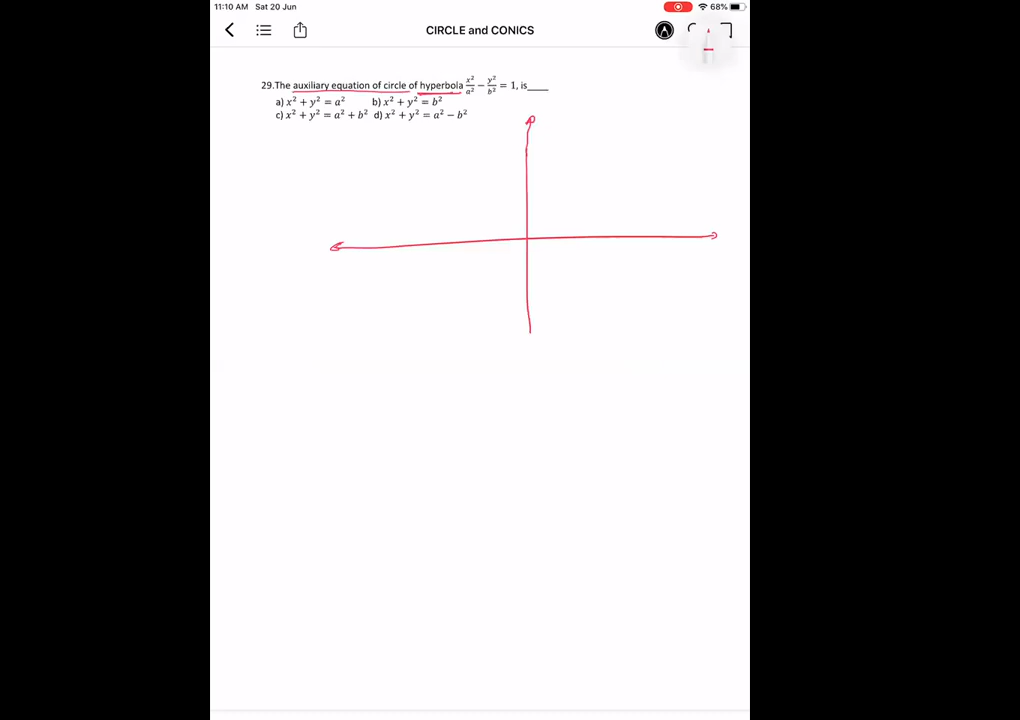 11:10 AM Sat 20 Jun 68%
CIRCLE and CONICS
29.The auxiliary equation of circle of hyperbola x²/a² − y²/b² = 1, is____
a) x² + y² = a² b) x² + y² = b²
c) x² + y² = a² + b² d) x² + y² = a² − b²